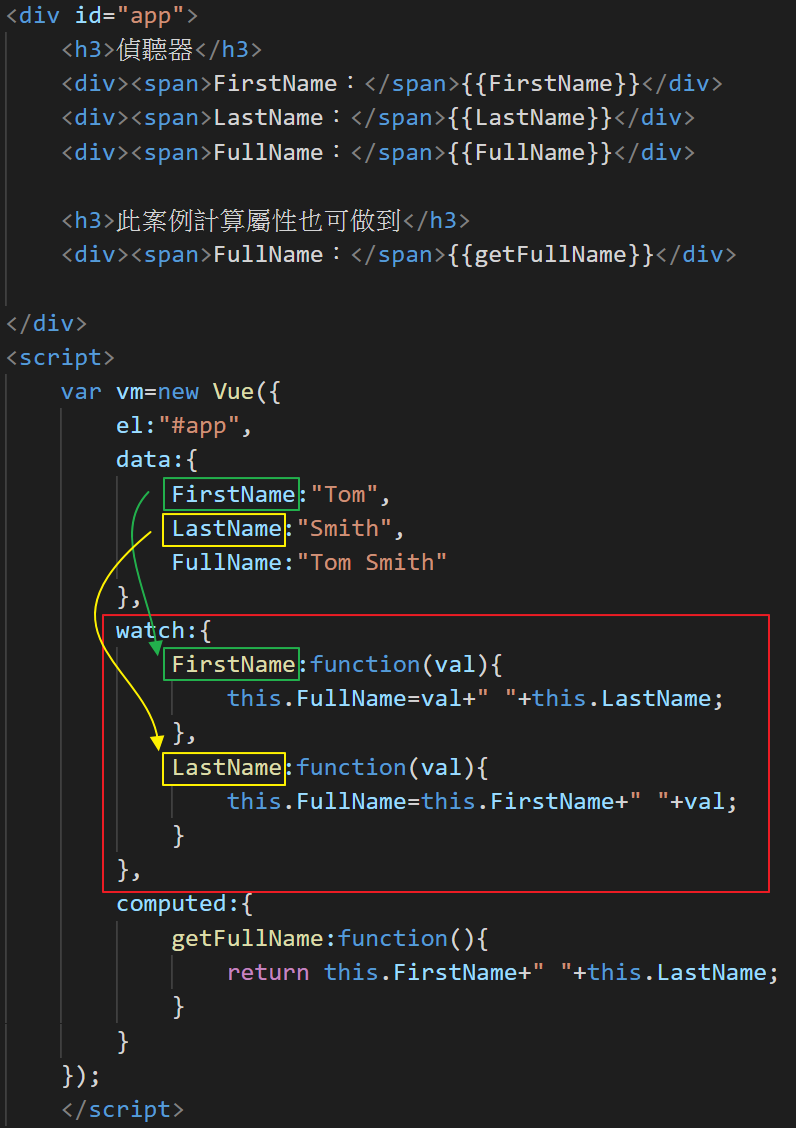 <div id="app">
<h3>偵聽器</h3>
<div><span>FirstName：</span>{{FirstName}}</div>
<div><span>LastName：</span>{{LastName}}</div>
<div><span>FullName：</span>{{FullName}}</div>
<h3>此案例計算屬性也可做到</h3>
<div><span>FullName：</span>{{getFullName}}</div>
</div>
<script>
var vm=new Vue({
el:"#app",
data:{
FirstName:"Tom",
LastName:"Smith",
FullName:"Tom Smith"
},
watch:{
FirstName:function(val){
this.FullName=val+" "+this.LastName;
},
LastName:function(val){
this.FullName=this.FirstName+" "+val;
}
},
computed:{
getFullName:function(){
return this.FirstName+" "+this.LastName;
}
}
});
</script>